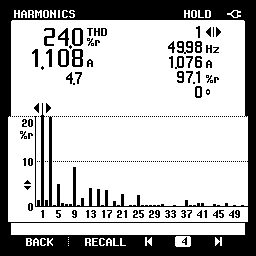 HARMONICS HOLD
24.0 THD %r
1.108 A
4.7
1
49.98 Hz
1.076 A
97.1 %r
0 °
20
%r
10
0
1 5 9 13 17 21 25 29 33 37 41 45 49
BACK RECALL 4